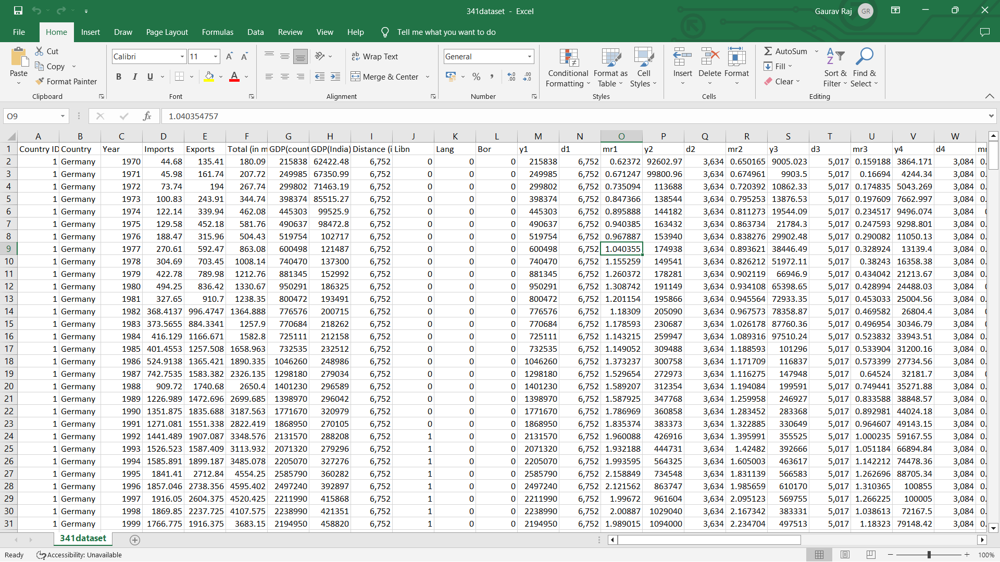 341dataset - Excel
Gaurav Raj GR
File Home Insert Draw Page Layout Formulas Data Review View Help Tell me what you want to do
Paste Cut Copy Format Painter Clipboard
Calibri 11 B I U A Font
Wrap Text Merge & Center Alignment
General % Number
Conditional Formatting Format as Table Cell Styles Styles
Insert Delete Format Cells
AutoSum Fill Clear Sort & Filter Find & Select Editing
O9 fx 1.040354757
A B C D E F G H I J K L M N O P Q R S T U V W
1 Country ID Country Year Imports Exports Total (in m GDP(count GDP(India) Distance (i Libn Lang Bor y1 d1 mr1 y2 d2 mr2 y3 d3 mr3 y4 d4
2 1 Germany 1970 44.68 135.41 180.09 215838 62422.48 6,752 0 0 0 215838 6,752 0.62372 92602.97 3,634 0.650165 9005.023 5,017 0.159188 3864.171 3,084 0.
3 1 Germany 1971 45.98 161.74 207.72 249985 67350.99 6,752 0 0 0 249985 6,752 0.671247 99800.96 3,634 0.674961 9903.5 5,017 0.16694 4244.34 3,084 0.
4 1 Germany 1972 73.74 194 267.74 299802 71463.19 6,752 0 0 0 299802 6,752 0.735094 113688 3,634 0.720392 10862.33 5,017 0.174835 5043.269 3,084 0.
5 1 Germany 1973 100.83 243.91 344.74 398374 85515.27 6,752 0 0 0 398374 6,752 0.847366 138544 3,634 0.795253 13876.53 5,017 0.197609 7662.997 3,084 0.
6 1 Germany 1974 122.14 339.94 462.08 445303 99525.9 6,752 0 0 0 445303 6,752 0.895888 144182 3,634 0.811273 19544.09 5,017 0.234517 9496.074 3,084
7 1 Germany 1975 129.58 452.18 581.76 490637 98472.8 6,752 0 0 0 490637 6,752 0.940385 163432 3,634 0.863734 21784.3 5,017 0.247593 9298.801 3,084 0.
8 1 Germany 1976 188.47 315.96 504.43 519754 102717 6,752 0 0 0 519754 6,752 0.967887 153940 3,634 0.838276 29902.48 5,017 0.290082 11050.13 3,084 0.
9 1 Germany 1977 270.61 592.47 863.08 600498 121487 6,752 0 0 0 600498 6,752 1.040355 174938 3,634 0.893621 38446.49 5,017 0.328924 13139.4 3,084 0.
10 1 Germany 1978 304.69 703.45 1008.14 740470 137300 6,752 0 0 0 740470 6,752 1.155259 149541 3,634 0.826212 51972.11 5,017 0.38243 16358.38 3,084 0.
11 1 Germany 1979 422.78 789.98 1212.76 881345 152992 6,752 0 0 0 881345 6,752 1.260372 178281 3,634 0.902119 66946.9 5,017 0.434042 21213.67 3,084 0.
12 1 Germany 1980 494.25 836.42 1330.67 950291 186325 6,752 0 0 0 950291 6,752 1.308742 191149 3,634 0.934108 65398.65 5,017 0.428994 24488.03 3,084
13 1 Germany 1981 327.65 910.7 1238.35 800472 193491 6,752 0 0 0 800472 6,752 1.201154 195866 3,634 0.945564 72933.35 5,017 0.453033 25004.56 3,084 0.
14 1 Germany 1982 368.4137 996.4747 1364.888 776576 200715 6,752 0 0 0 776576 6,752 1.18309 205090 3,634 0.967573 78358.87 5,017 0.469582 26804.4 3,084
15 1 Germany 1983 373.5655 884.3341 1257.9 770684 218262 6,752 0 0 0 770684 6,752 1.178593 230687 3,634 1.026178 87760.36 5,017 0.496954 30346.79 3,084 0.
16 1 Germany 1984 416.129 1166.671 1582.8 725111 212158 6,752 0 0 0 725111 6,752 1.143215 259947 3,634 1.089316 97510.24 5,017 0.523832 33943.51 3,084 0.
17 1 Germany 1985 401.4553 1257.508 1658.963 732535 232512 6,752 0 0 0 732535 6,752 1.149052 309488 3,634 1.188593 101296 5,017 0.533904 31200.16 3,084 0.
18 1 Germany 1986 524.9138 1365.421 1890.335 1046260 248986 6,752 0 0 0 1046260 6,752 1.373237 300758 3,634 1.171709 116837 5,017 0.573399 27734.56 3,084 0.
19 1 Germany 1987 742.7535 1583.382 2326.135 1298180 279034 6,752 0 0 0 1298180 6,752 1.529654 272973 3,634 1.116275 147948 5,017 0.64524 32181.7 3,084
20 1 Germany 1988 909.72 1740.68 2650.4 1401230 296589 6,752 0 0 0 1401230 6,752 1.589207 312354 3,634 1.194084 199591 5,017 0.749441 35271.88 3,084 0.
21 1 Germany 1989 1226.989 1472.696 2699.685 1398970 296042 6,752 0 0 0 1398970 6,752 1.587925 347768 3,634 1.259958 246927 5,017 0.833588 38848.57 3,084 0.
22 1 Germany 1990 1351.875 1835.688 3187.563 1771670 320979 6,752 0 0 0 1771670 6,752 1.786969 360858 3,634 1.283452 283368 5,017 0.892981 44024.18 3,084 0.
23 1 Germany 1991 1271.081 1551.338 2822.419 1868950 270105 6,752 0 0 0 1868950 6,752 1.835374 383373 3,634 1.322885 330649 5,017 0.964607 49143.15 3,084 0.
24 1 Germany 1992 1441.489 1907.087 3348.576 2131570 288208 6,752 1 0 0 2131570 6,752 1.960088 426916 3,634 1.395991 355525 5,017 1.000235 59167.55 3,084 0.
25 1 Germany 1993 1526.523 1587.409 3113.932 2071320 279296 6,752 1 0 0 2071320 6,752 1.932188 444731 3,634 1.42482 392666 5,017 1.051184 66894.84 3,084 0.
26 1 Germany 1994 1585.891 1899.187 3485.078 2205070 327276 6,752 1 0 0 2205070 6,752 1.993595 564325 3,634 1.605003 463617 5,017 1.142212 74478.36 3,084 0.
27 1 Germany 1995 1841.41 2712.84 4554.25 2585790 360282 6,752 1 0 0 2585790 6,752 2.158849 734548 3,634 1.831139 566583 5,017 1.262696 88705.34 3,084 0.
28 1 Germany 1996 1857.046 2738.356 4595.402 2497240 392897 6,752 1 0 0 2497240 6,752 2.121562 863747 3,634 1.985659 610170 5,017 1.310365 100855 3,084 0.
29 1 Germany 1997 1916.05 2604.375 4520.425 2211990 415868 6,752 1 0 0 2211990 6,752 1.99672 961604 3,634 2.095123 569755 5,017 1.266225 100005 3,084 0.
30 1 Germany 1998 1869.85 2237.725 4107.575 2238990 421351 6,752 1 0 0 2238990 6,752 2.00887 1029040 3,634 2.167342 383331 5,017 1.038613 72167.5 3,084 0.
31 1 Germany 1999 1766.775 1916.375 3683.15 2194950 458820 6,752 1 0 0 2194950 6,752 1.989015 1094000 3,634 2.234704 497513 5,017 1.18323 79148.42 3,084 0.
341dataset
Ready Accessibility: Unavailable 100%